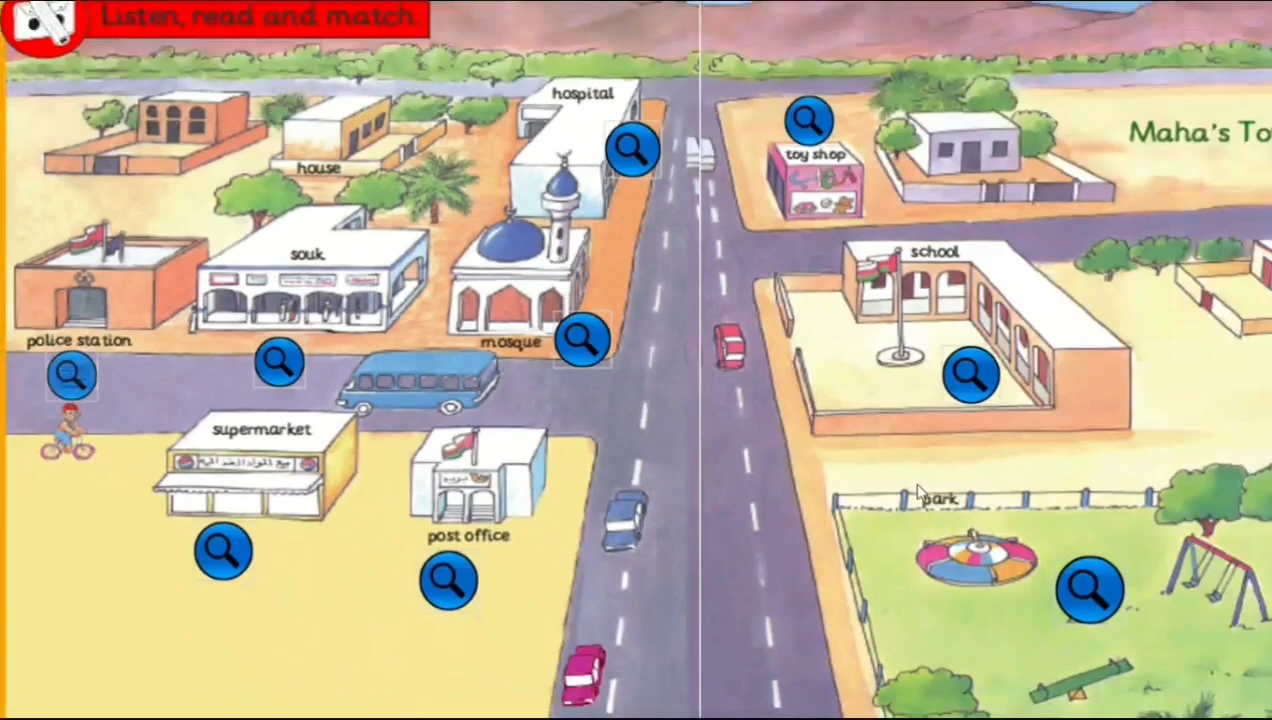 Listen, read and match.
hospital
toy shop
Maha's To
house
souk
school
police station
mosque
supermarket
park
post office